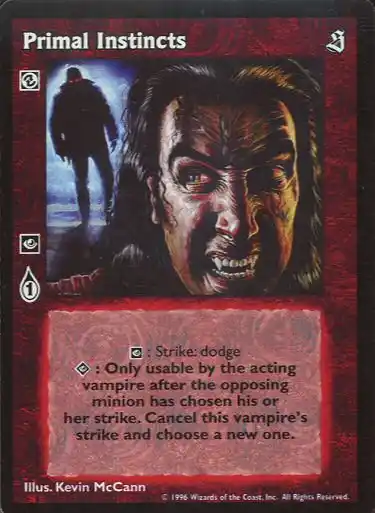 Primal Instincts
1
: Strike: dodge
: Only usable by the acting
vampire after the opposing
minion has chosen his or
her strike. Cancel this vampire's
strike and choose a new one.
Illus. Kevin McCann
© 1996 Wizards of the Coast, Inc. All Rights Reserved.